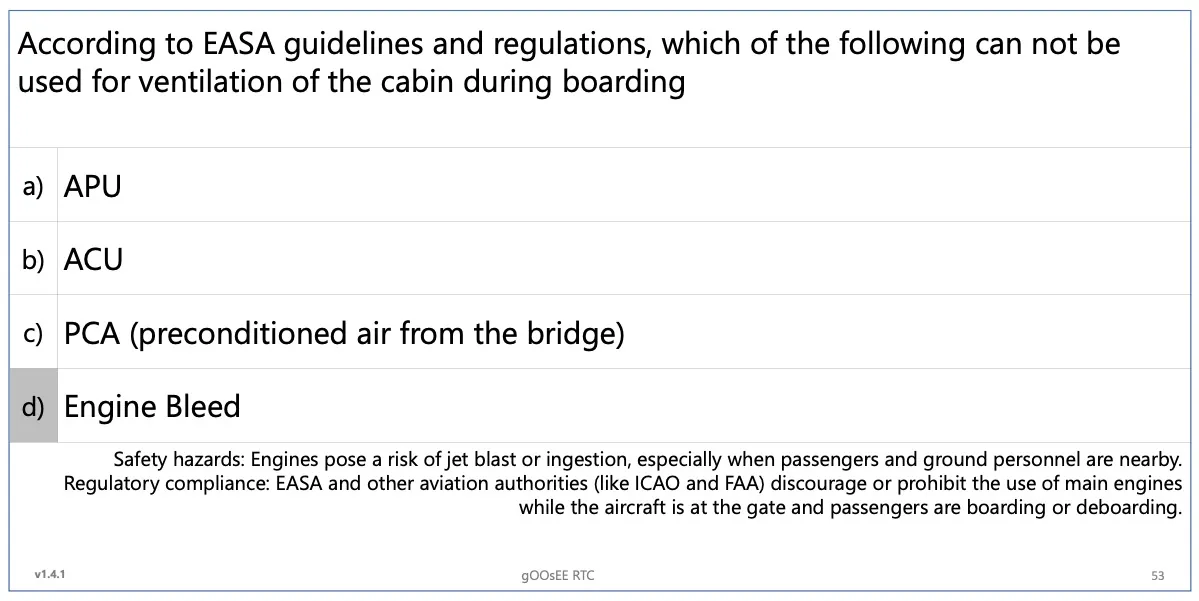 According to EASA guidelines and regulations, which of the following can not be
used for ventilation of the cabin during boarding
a) APU
b) ACU
c) PCA (preconditioned air from the bridge)
d) Engine Bleed
Safety hazards: Engines pose a risk of jet blast or ingestion, especially when passengers and ground personnel are nearby.
Regulatory compliance: EASA and other aviation authorities (like ICAO and FAA) discourage or prohibit the use of main engines
while the aircraft is at the gate and passengers are boarding or deboarding.
v1.4.1 gOOsEE RTC 53